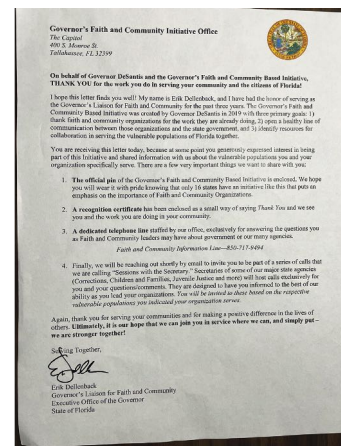 Governor's Faith and Community Initiative Office
The Capitol
400 S. Monroe St.
Tallahassee, FL 32399
On behalf of Governor DeSantis and the Governor's Faith and Community Based Initiative,
THANK YOU for the work you do in serving your community and the citizens of Florida!
I hope this letter finds you well! My name is Erik Dellenback, and I have had the honor of serving as
the Governor's Liaison for Faith and Community for the past three years. The Governor's Faith and
Community Based Initiative was created by Governor DeSantis in 2019 with three primary goals: 1)
thank faith and community organizations for the work they are already doing, 2) open a healthy line of
communication between those organizations and the state government, and 3) identify resources for
collaboration in serving the vulnerable populations of Florida together.
You are receiving this letter today, because at some point you generously expressed interest in being
part of this Initiative and shared information with us about the vulnerable populations you and your
organization specifically serve. There are a few very important things we want to share with you:
1. The official pin of the Governor's Faith and Community Based Initiative is enclosed. We hope
you will wear it with pride knowing that only 16 states have an initiative like this that puts an
emphasis on the importance of Faith and Community Organizations.
2. A recognition certificate has been enclosed as a small way of saying Thank You and we see
you and the work you are doing in your community.
3. A dedicated telephone line staffed by our office, exclusively for answering the questions you
as Faith and Community leaders may have about government or our many agencies.
Faith and Community Information Line—850-717-9494
4. Finally, we will be reaching out shortly by email to invite you to be part of a series of calls that
we are calling "Sessions with the Secretary." Secretaries of some of our major state agencies
(Corrections, Children and Families, Juvenile Justice and more) will host calls exclusively for
you and your questions/comments. They are designed to have you informed to the best of our
ability as you lead your organizations. You will be invited to these based on the respective
vulnerable populations you indicated your organization serves.
Again, thank you for serving your communities and for making a positive difference in the lives of
others. Ultimately, it is our hope that we can join you in service where we can, and simply put –
we are stronger together!
Serving Together,
Erik Dellenback
Governor's Liaison for Faith and Community
Executive Office of the Governor
State of Florida